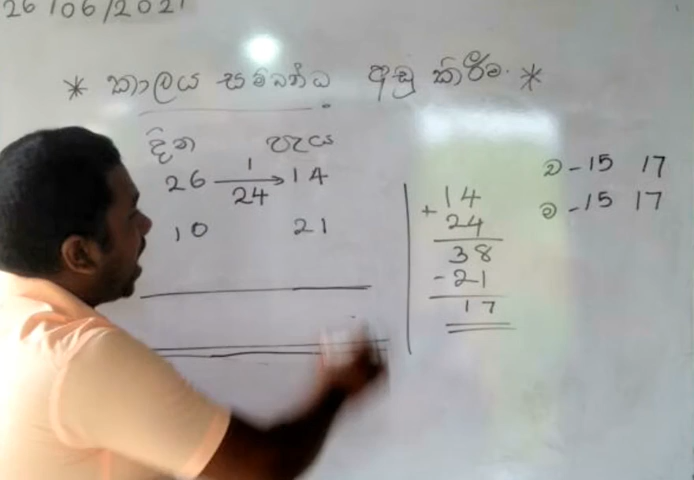 26/06/2021
* කාලය සම්බන්ධ අඩු කිරීම. *
දින පැය
26 1/24 → 14
10 21
+ 14
24
38
- 21
17
ව - 15 17
ම - 15 17